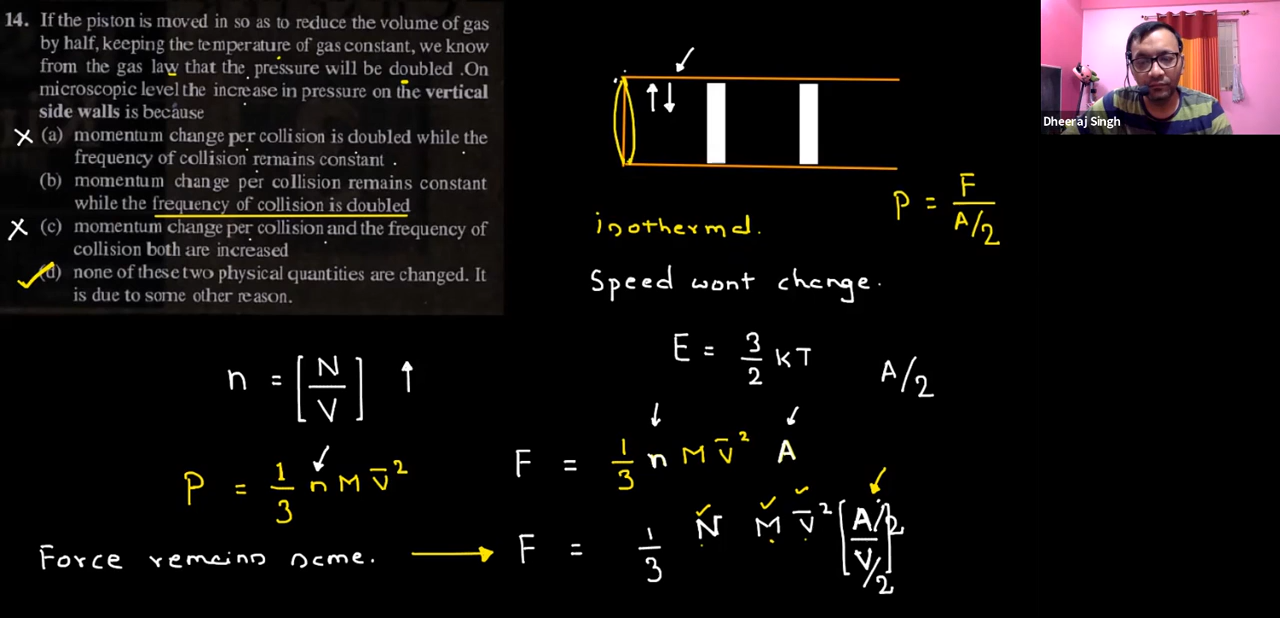 14. If the piston is moved in so as to reduce the volume of gas
by half, keeping the temperature of gas constant, we know
from the gas law that the pressure will be doubled .On
microscopic level the increase in pressure on the vertical
side walls is because
(a) momentum change per collision is doubled while the
frequency of collision remains constant .
(b) momentum change per collision remains constant
while the frequency of collision is doubled
(c) momentum change per collision and the frequency of
collision both are increased
(d) none of these two physical quantities are changed. It
is due to some other reason.
Dheeraj Singh
P = F / A/2
isothermal.
Speed wont change.
E = 3/2 KT
A/2
n = [N/V] ↑
F = 1/3 n M v̄² A
P = 1/3 n M v̄²
Force remains same. → F = 1/3 N M v̄² [A/2 / V/2]